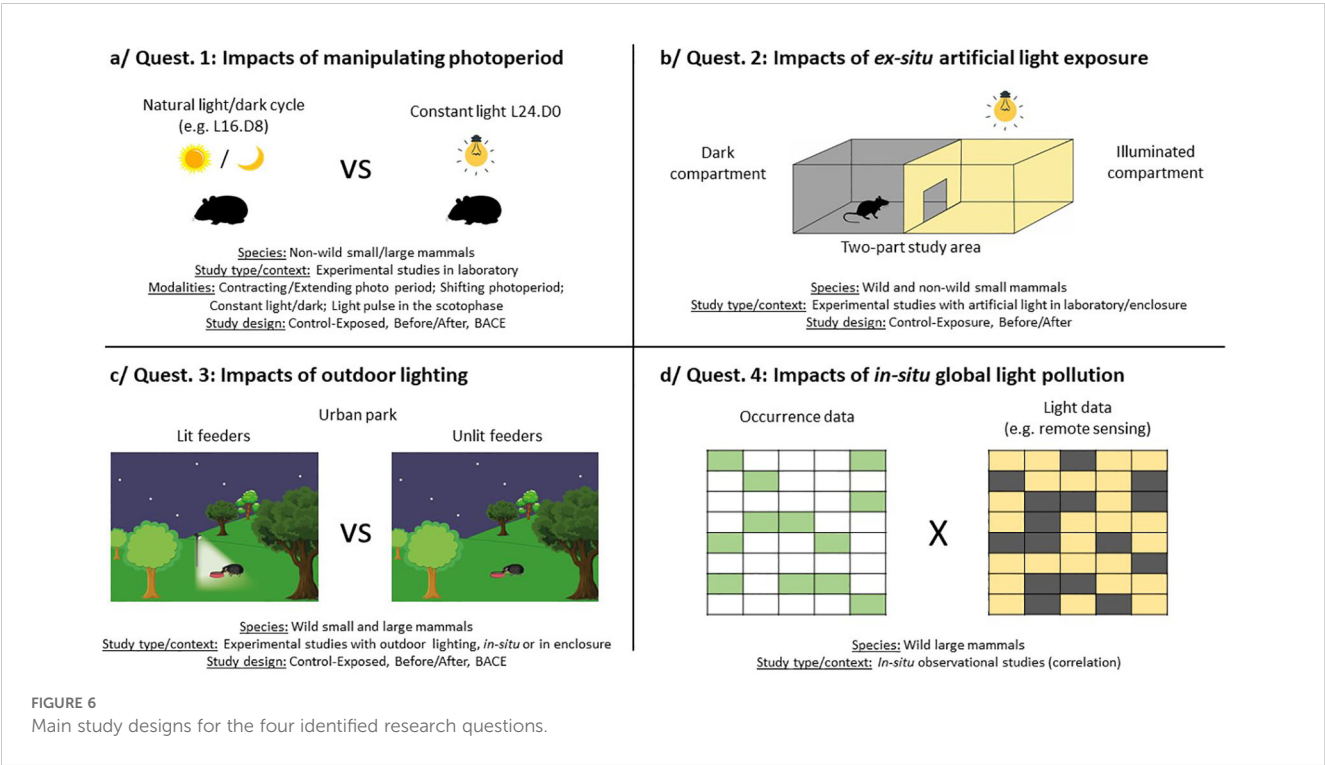 a/ Quest. 1: Impacts of manipulating photoperiod
Natural light/dark cycle
(e.g. L16.D8)
/
VS
Constant light L24.D0
Species: Non-wild small/large mammals
Study type/context: Experimental studies in laboratory
Modalities: Contracting/Extending photo period; Shifting photoperiod;
Constant light/dark; Light pulse in the scotophase
Study design: Control-Exposed, Before/After, BACE
b/ Quest. 2: Impacts of ex-situ artificial light exposure
Dark
compartment
Illuminated
compartment
Two-part study area
Species: Wild and non-wild small mammals
Study type/context: Experimental studies with artificial light in laboratory/enclosure
Study design: Control-Exposure, Before/After
c/ Quest. 3: Impacts of outdoor lighting
Urban park
Lit feeders
VS
Unlit feeders
Species: Wild small and large mammals
Study type/context: Experimental studies with outdoor lighting, in-situ or in enclosure
Study design: Control-Exposed, Before/After, BACE
d/ Quest. 4: Impacts of in-situ global light pollution
Occurrence data
X
Light data
(e.g. remote sensing)
Species: Wild large mammals
Study type/context: In-situ observational studies (correlation)
FIGURE 6
Main study designs for the four identified research questions.